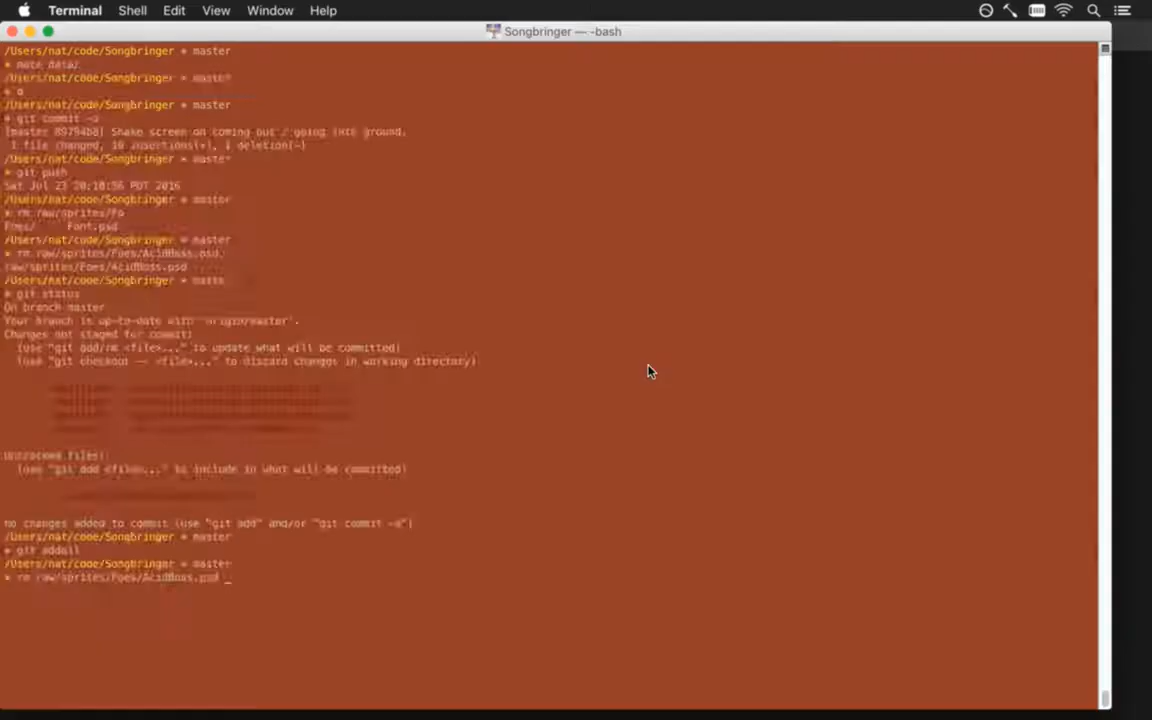 Terminal Shell Edit View Window Help
Songbringer — -bash
/Users/nat/code/Songbringer * master
/Users/nat/code/Songbringer * master
/Users/nat/code/Songbringer * master
* git commit -a
[master 89794b8] Shake screen on coming out / going into ground.
1 file changed, 10 insertions(+), 1 deletion(-)
/Users/nat/code/Songbringer * master
* git push
Sat Jul 23 20:10:56 PDT 2016
/Users/nat/code/Songbringer * master
* rm raw/sprites/Fo
Foes/ Font.psd
/Users/nat/code/Songbringer * master
* rm raw/sprites/Foes/AcidBoss.psd
raw/sprites/Foes/AcidBoss.psd
/Users/nat/code/Songbringer * master
* git status
On branch master
Your branch is up-to-date with 'origin/master'.
Changes not staged for commit:
(use "git add/rm <file>..." to update what will be committed)
(use "git checkout -- <file>..." to discard changes in working directory)
Untracked files:
(use "git add <file>..." to include in what will be committed)
no changes added to commit (use "git add" and/or "git commit -a")
/Users/nat/code/Songbringer * master
* git addall
/Users/nat/code/Songbringer * master
* rm raw/sprites/Foes/AcidBoss.psd _